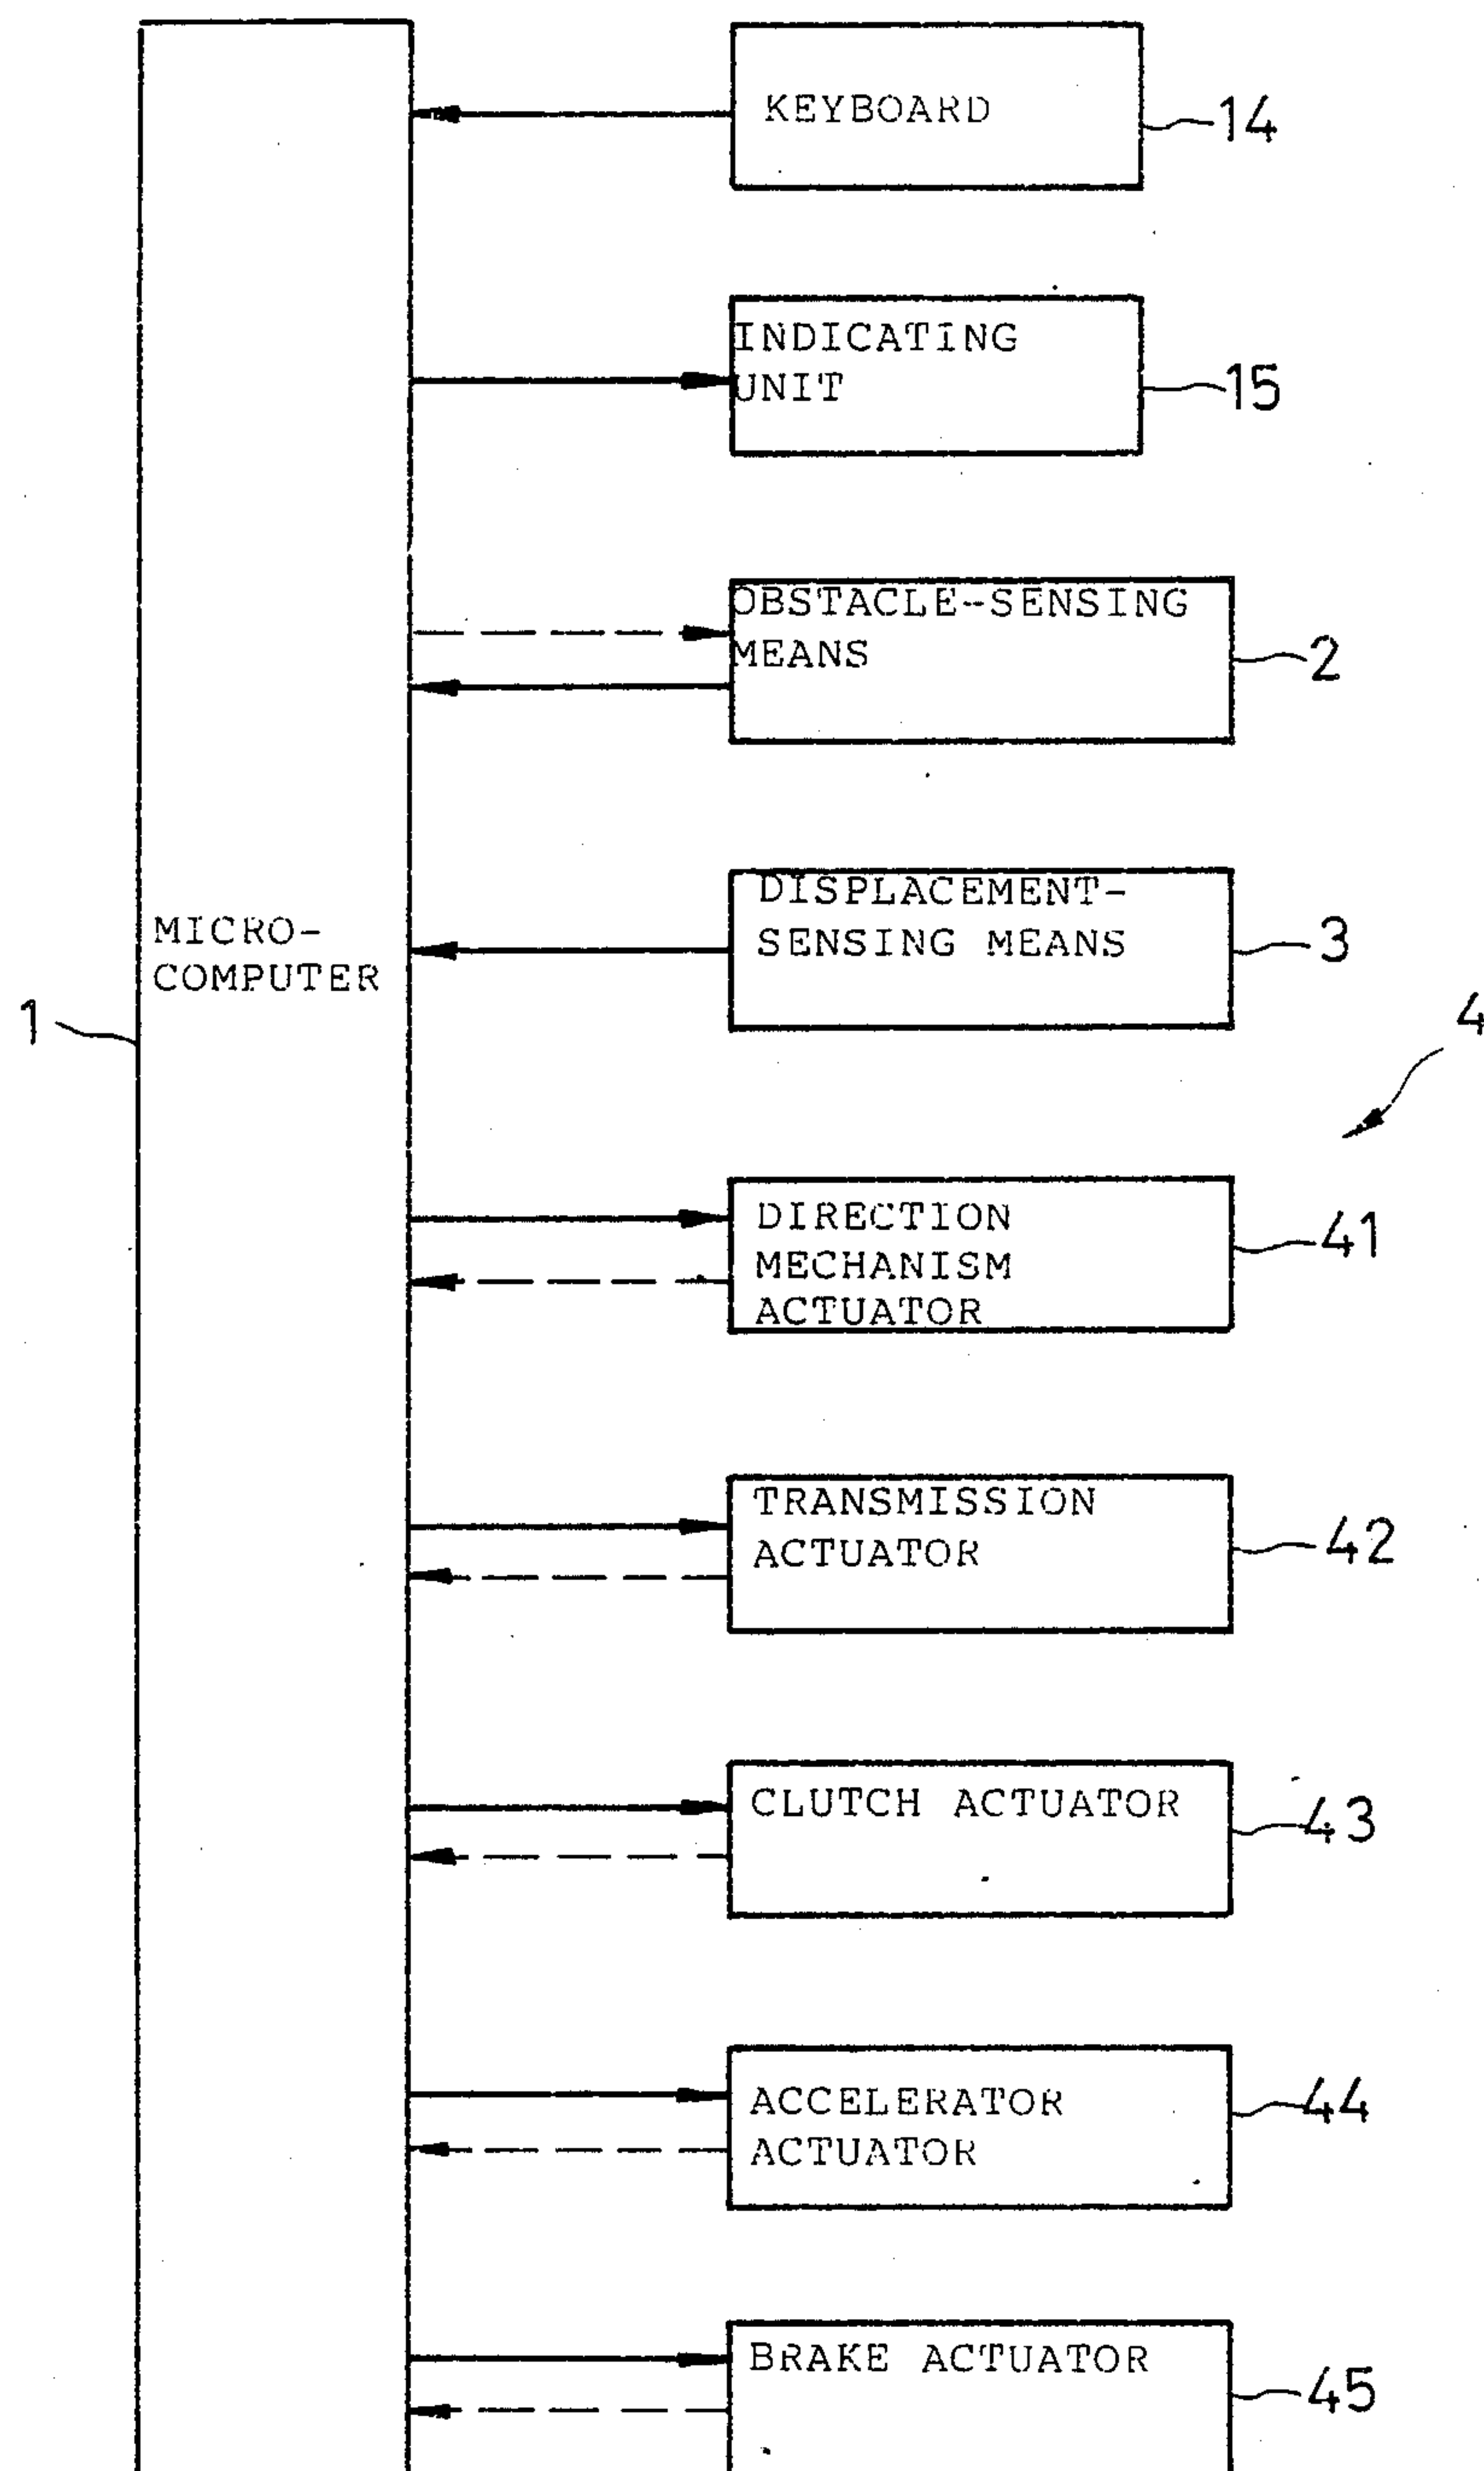 KEYBOARD
14
INDICATING
UNIT
15
OBSTACLE-SENSING
MEANS
2
DISPLACEMENT-
SENSING MEANS
3
MICRO-
COMPUTER
1
4
DIRECTION
MECHANISM
ACTUATOR
41
TRANSMISSION
ACTUATOR
42
CLUTCH ACTUATOR
43
ACCELERATOR
ACTUATOR
44
BRAKE ACTUATOR
45